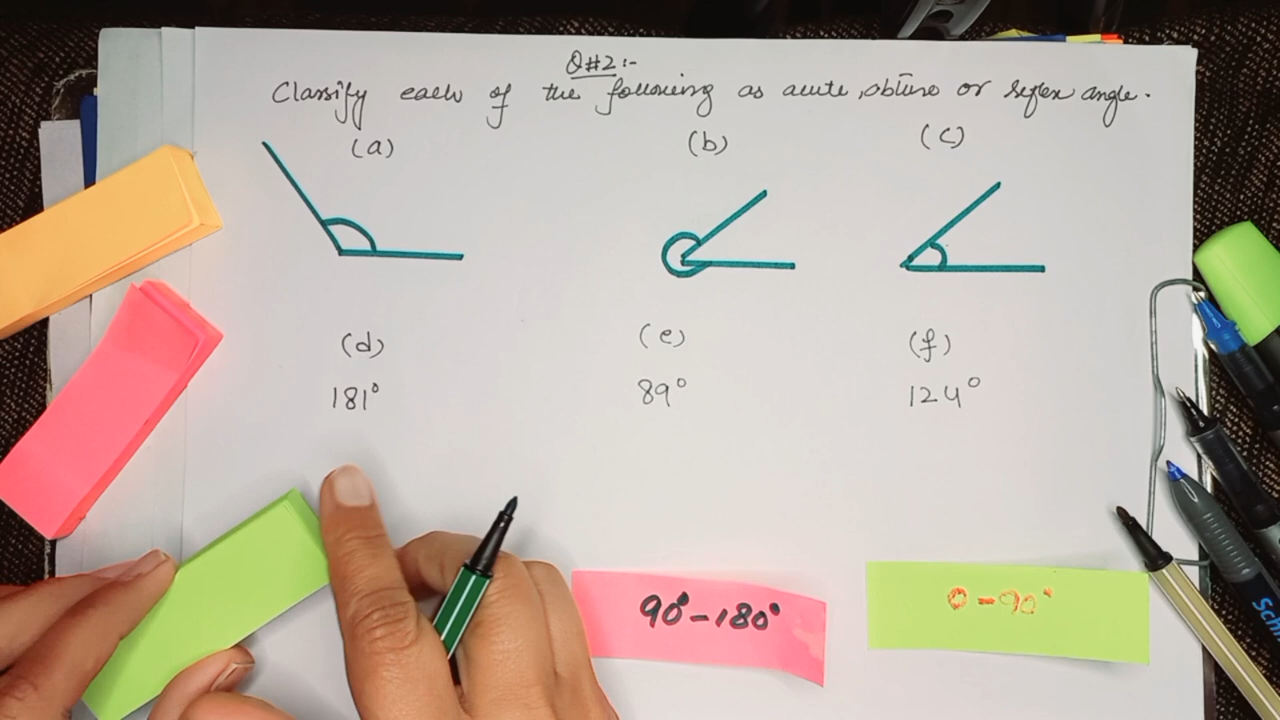 Q#2:-
Classify each of the following as acute, obtuse or reflex angle.
(a) (b) (c)
(d) (e) (f)
181° 89° 124°
90° - 180° 0 - 90°